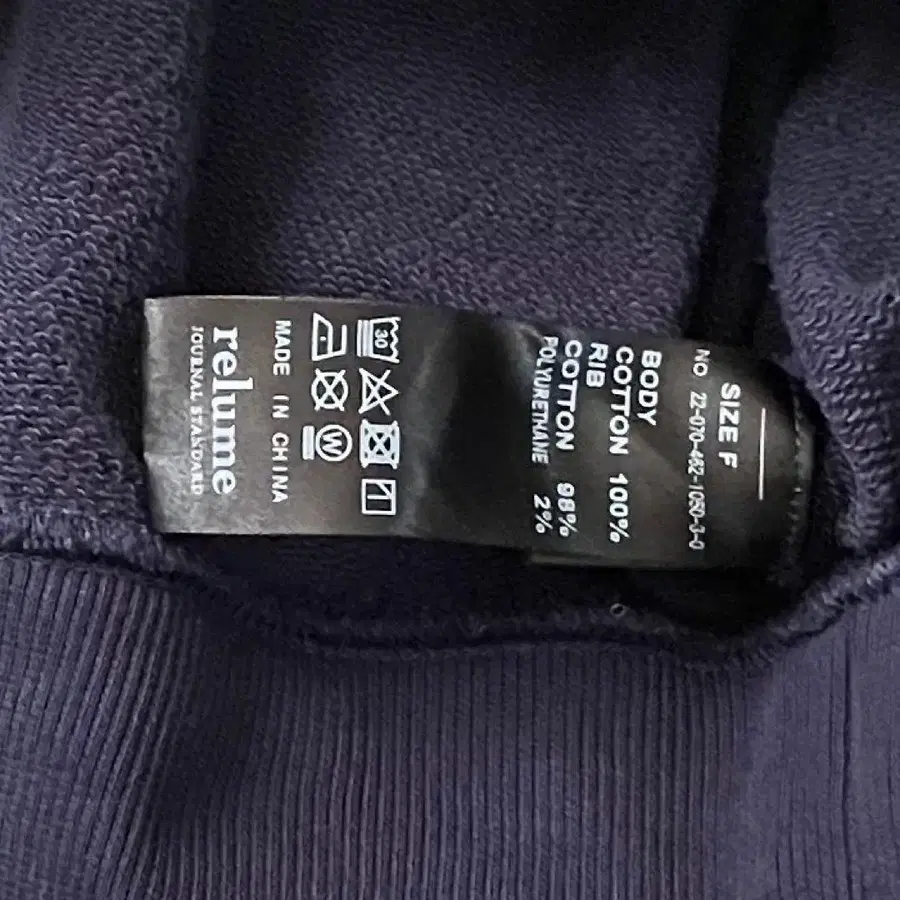 SIZE F
NO 22-070-462-1050-3-0
BODY
COTTON 100%
RIB
COTTON 98%
POLYURETHANE 2%
30
W
MADE IN CHINA
relume
JOURNAL STANDARD